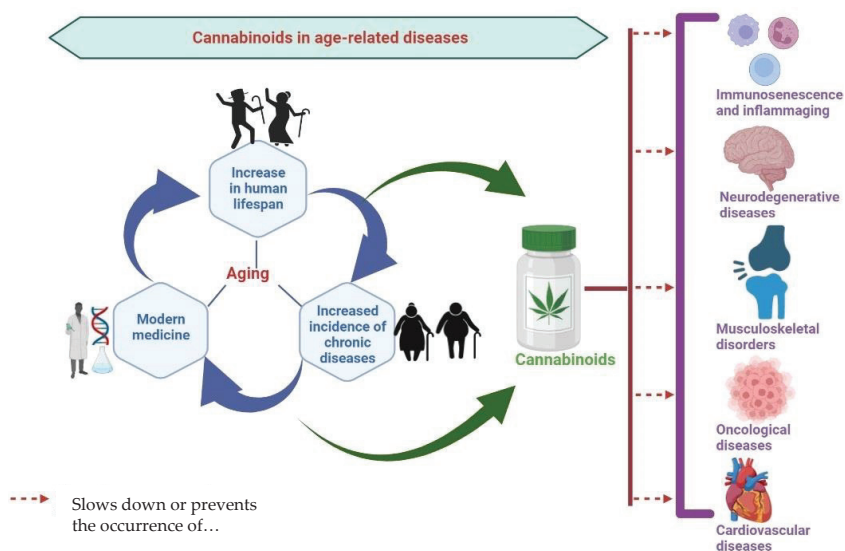 Cannabinoids in age-related diseases
Increase
in human
lifespan
Aging
Modern
medicine
Increased
incidence of
chronic
diseases
Cannabinoids
Immunosenescence
and inflammaging
Neurodegenerative
diseases
Musculoskeletal
disorders
Oncological
diseases
Cardiovascular
diseases
Slows down or prevents
the occurrence of…